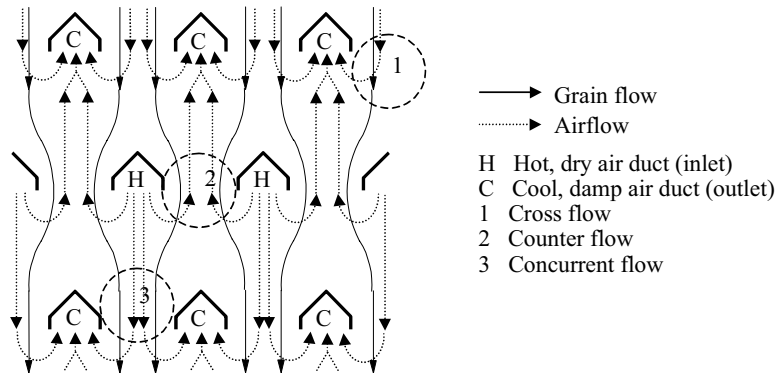 C C C
1
H 2 H
3
C C C
Grain flow
Airflow
H Hot, dry air duct (inlet)
C Cool, damp air duct (outlet)
1 Cross flow
2 Counter flow
3 Concurrent flow